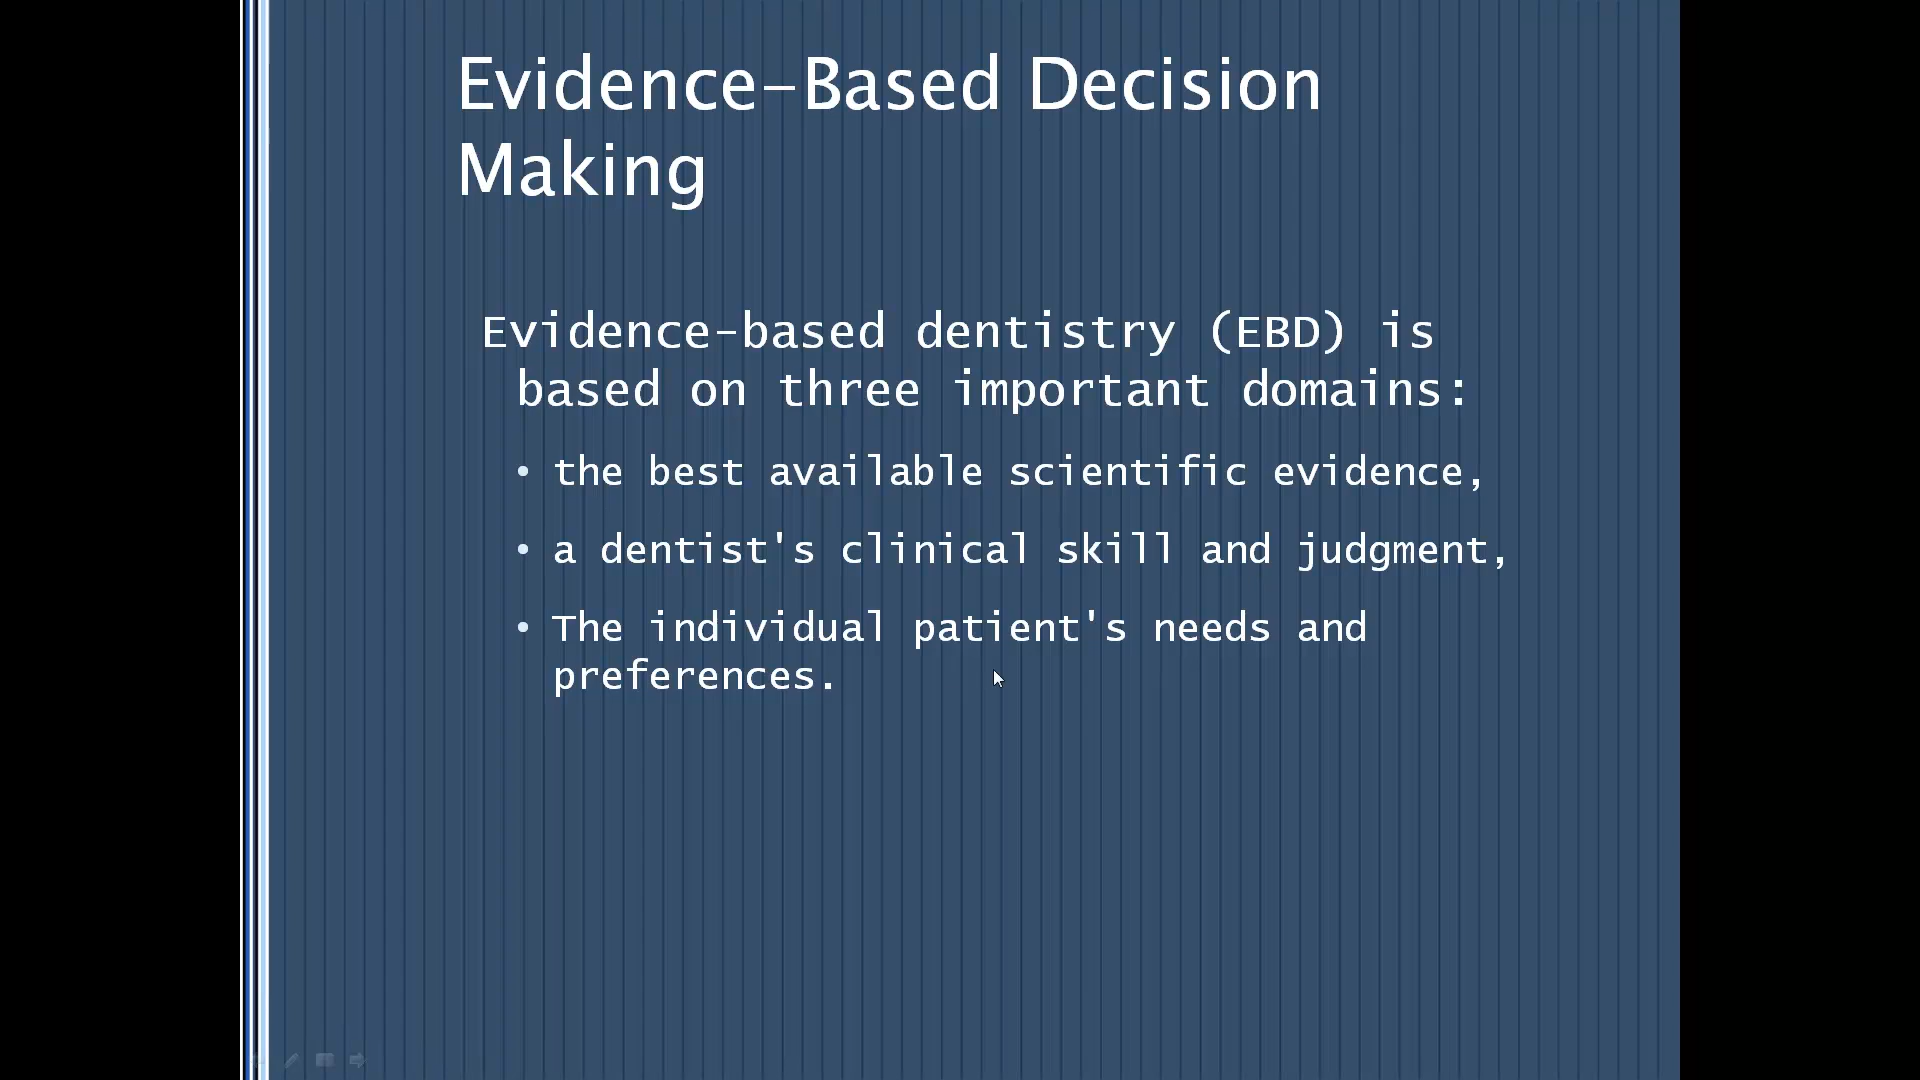 Evidence-Based Decision
Making
Evidence-based dentistry (EBD) is
based on three important domains:
• the best available scientific evidence,
• a dentist's clinical skill and judgment,
• The individual patient's needs and
preferences.